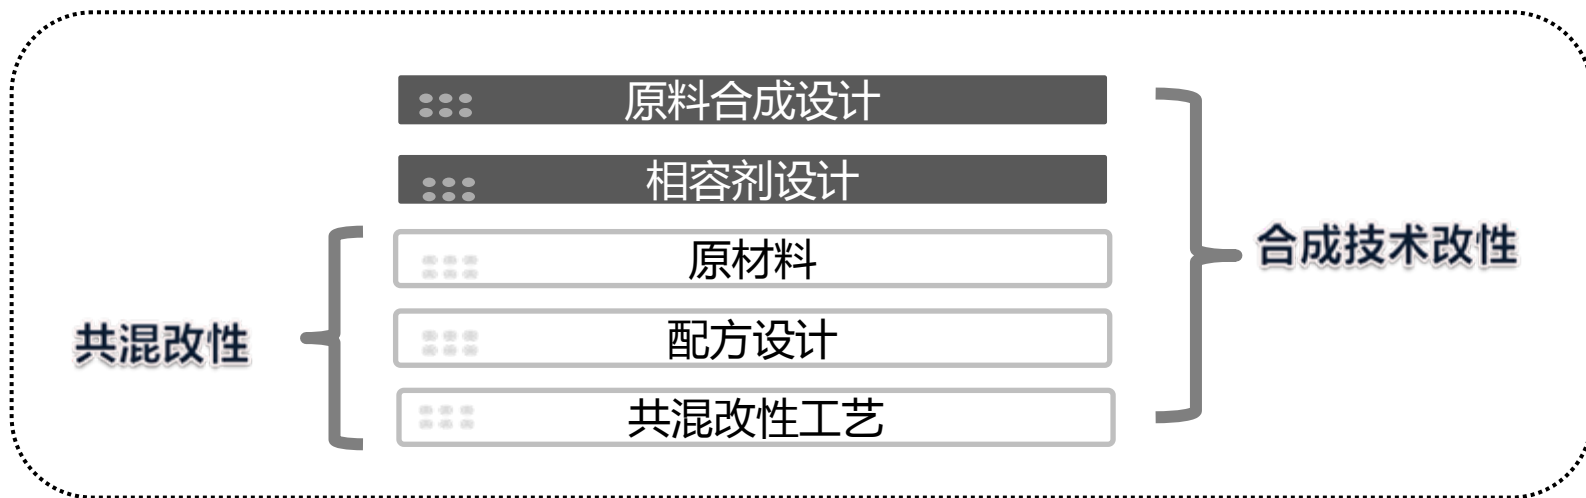 原料合成设计
相容剂设计
原材料
配方设计
共混改性工艺
共混改性
合成技术改性